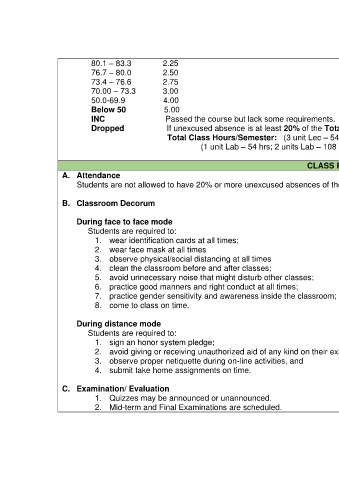 80.1 – 83.3 2.25
76.7 – 80.0 2.50
73.4 – 76.6 2.75
70.00 – 73.3 3.00
50.0-69.9 4.00
Below 50 5.00
INC Passed the course but lack some requirements.
Dropped If unexcused absence is at least 20% of the Tota
Total Class Hours/Semester: (3 unit Lec – 54
(1 unit Lab – 54 hrs; 2 units Lab – 108
CLASS
A. Attendance
Students are not allowed to have 20% or more unexcused absences of the
B. Classroom Decorum
During face to face mode
Students are required to:
1. wear identification cards at all times;
2. wear face mask at all times
3. observe physical/social distancing at all times
4. clean the classroom before and after classes;
5. avoid unnecessary noise that might disturb other classes;
6. practice good manners and right conduct at all times;
7. practice gender sensitivity and awareness inside the classroom;
8. come to class on time.
During distance mode
Students are required to:
1. sign an honor system pledge;
2. avoid giving or receiving unauthorized aid of any kind on their exa
3. observe proper netiquette during on-line activities, and
4. submit take home assignments on time.
C. Examination/ Evaluation
1. Quizzes may be announced or unannounced.
2. Mid-term and Final Examinations are scheduled.